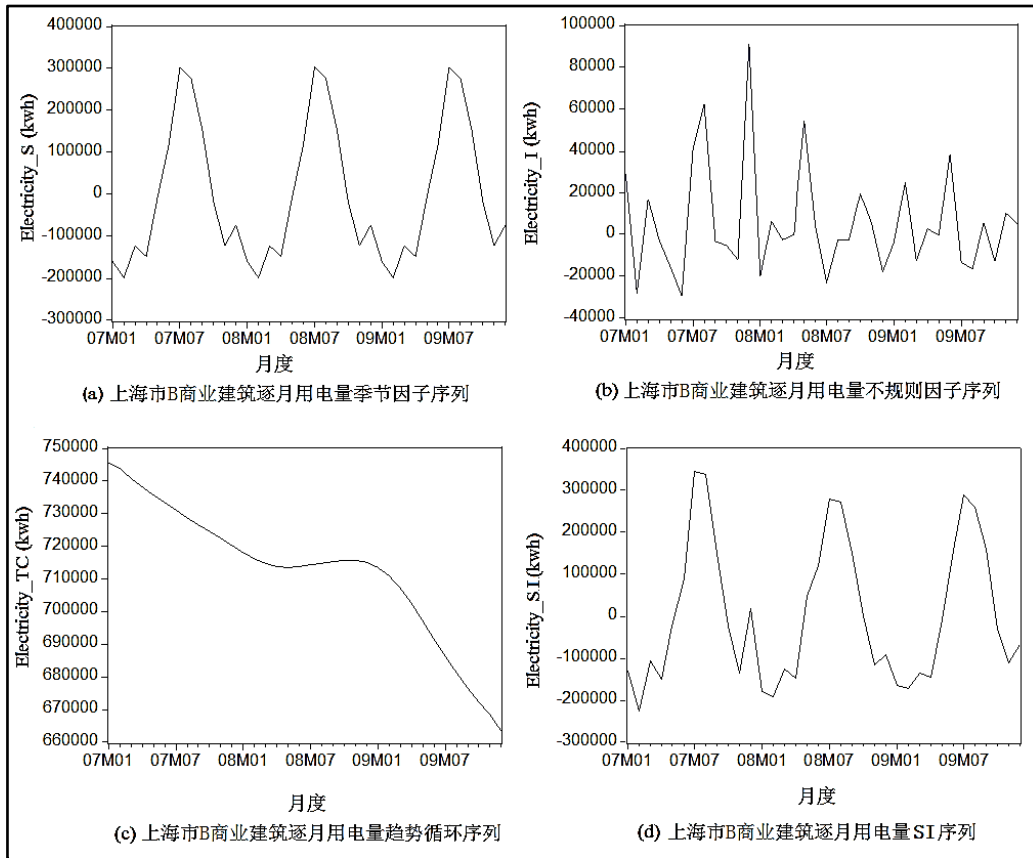 400000
300000
200000
100000
0
-100000
-200000
-300000
Electricity_S (kwh)
07M01 07M07 08M01 08M07 09M01 09M07
月度
(a) 上海市B商业建筑逐月用电量季节因子序列
100000
80000
60000
40000
20000
0
-20000
-40000
Electricity_I (kwh)
07M01 07M07 08M01 08M07 09M01 09M07
月度
(b) 上海市B商业建筑逐月用电量不规则因子序列
750000
740000
730000
720000
710000
700000
690000
680000
670000
660000
Electricity_TC (kwh)
07M01 07M07 08M01 08M07 09M01 09M07
月度
(c) 上海市B商业建筑逐月用电量趋势循环序列
400000
300000
200000
100000
0
-100000
-200000
-300000
Electricity_SI(kwh)
07M01 07M07 08M01 08M07 09M01 09M07
月度
(d) 上海市B商业建筑逐月用电量SI序列